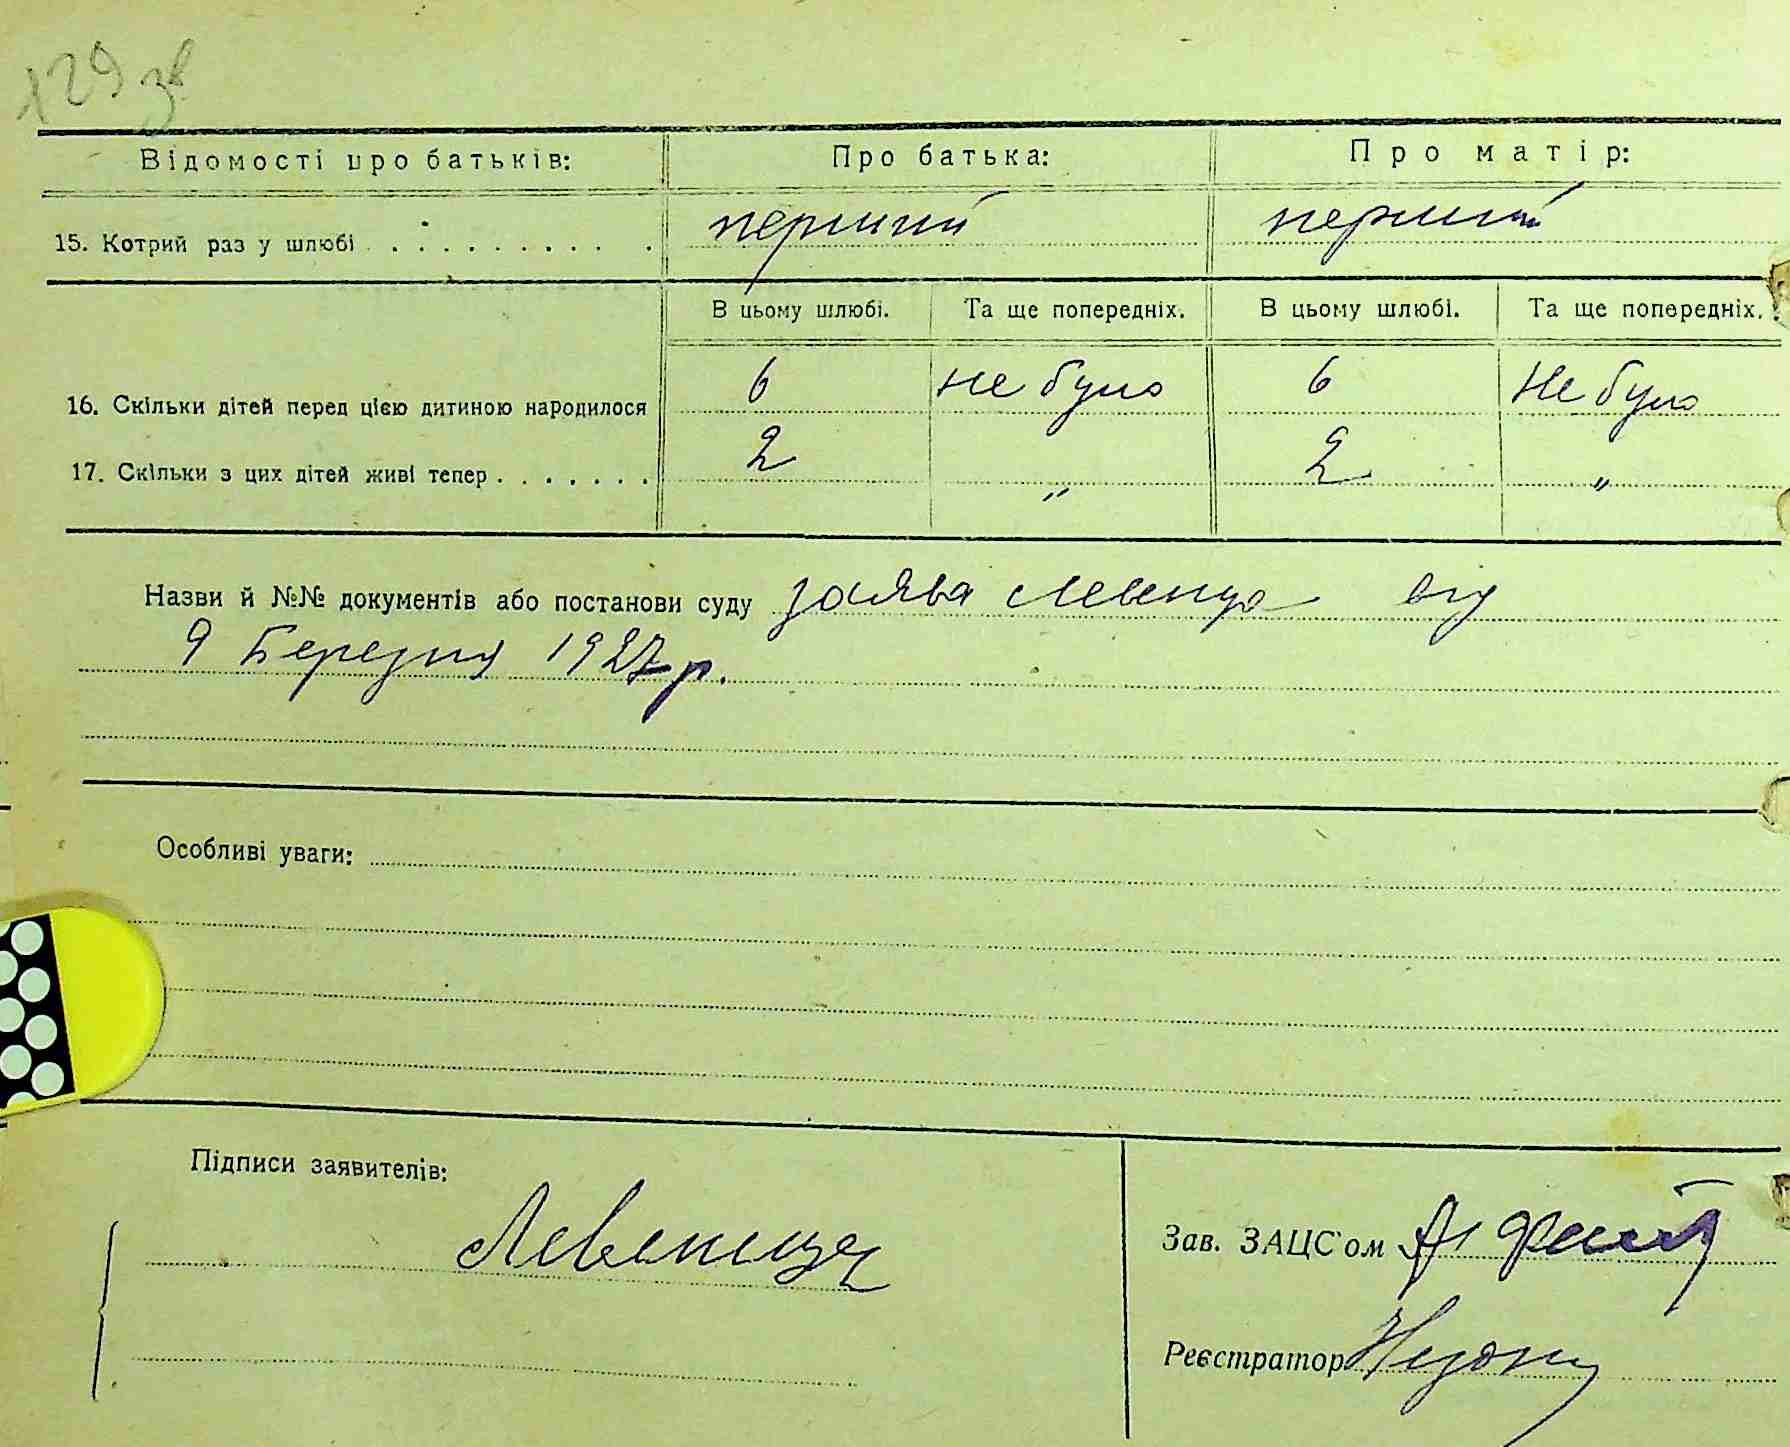 129 зв
Відомості про батьків: Про батька: Про матір:
15. Котрий раз у шлюбі . . . . . . . . . . перший перший
В цьому шлюбі. Та ще попередніх. В цьому шлюбі. Та ще попередніх.
16. Скільки дітей перед цією дитиною народилося 6 не було 6 Не було
17. Скільки з цих дітей живі тепер . . . . . . . 2 " 2 "
Назви й №№ документів або постанови суду заява від
9 Березня 1927 р.
Особливі уваги:
Підписи заявителів:
Зав. ЗАЦС'ом
Реєстратор